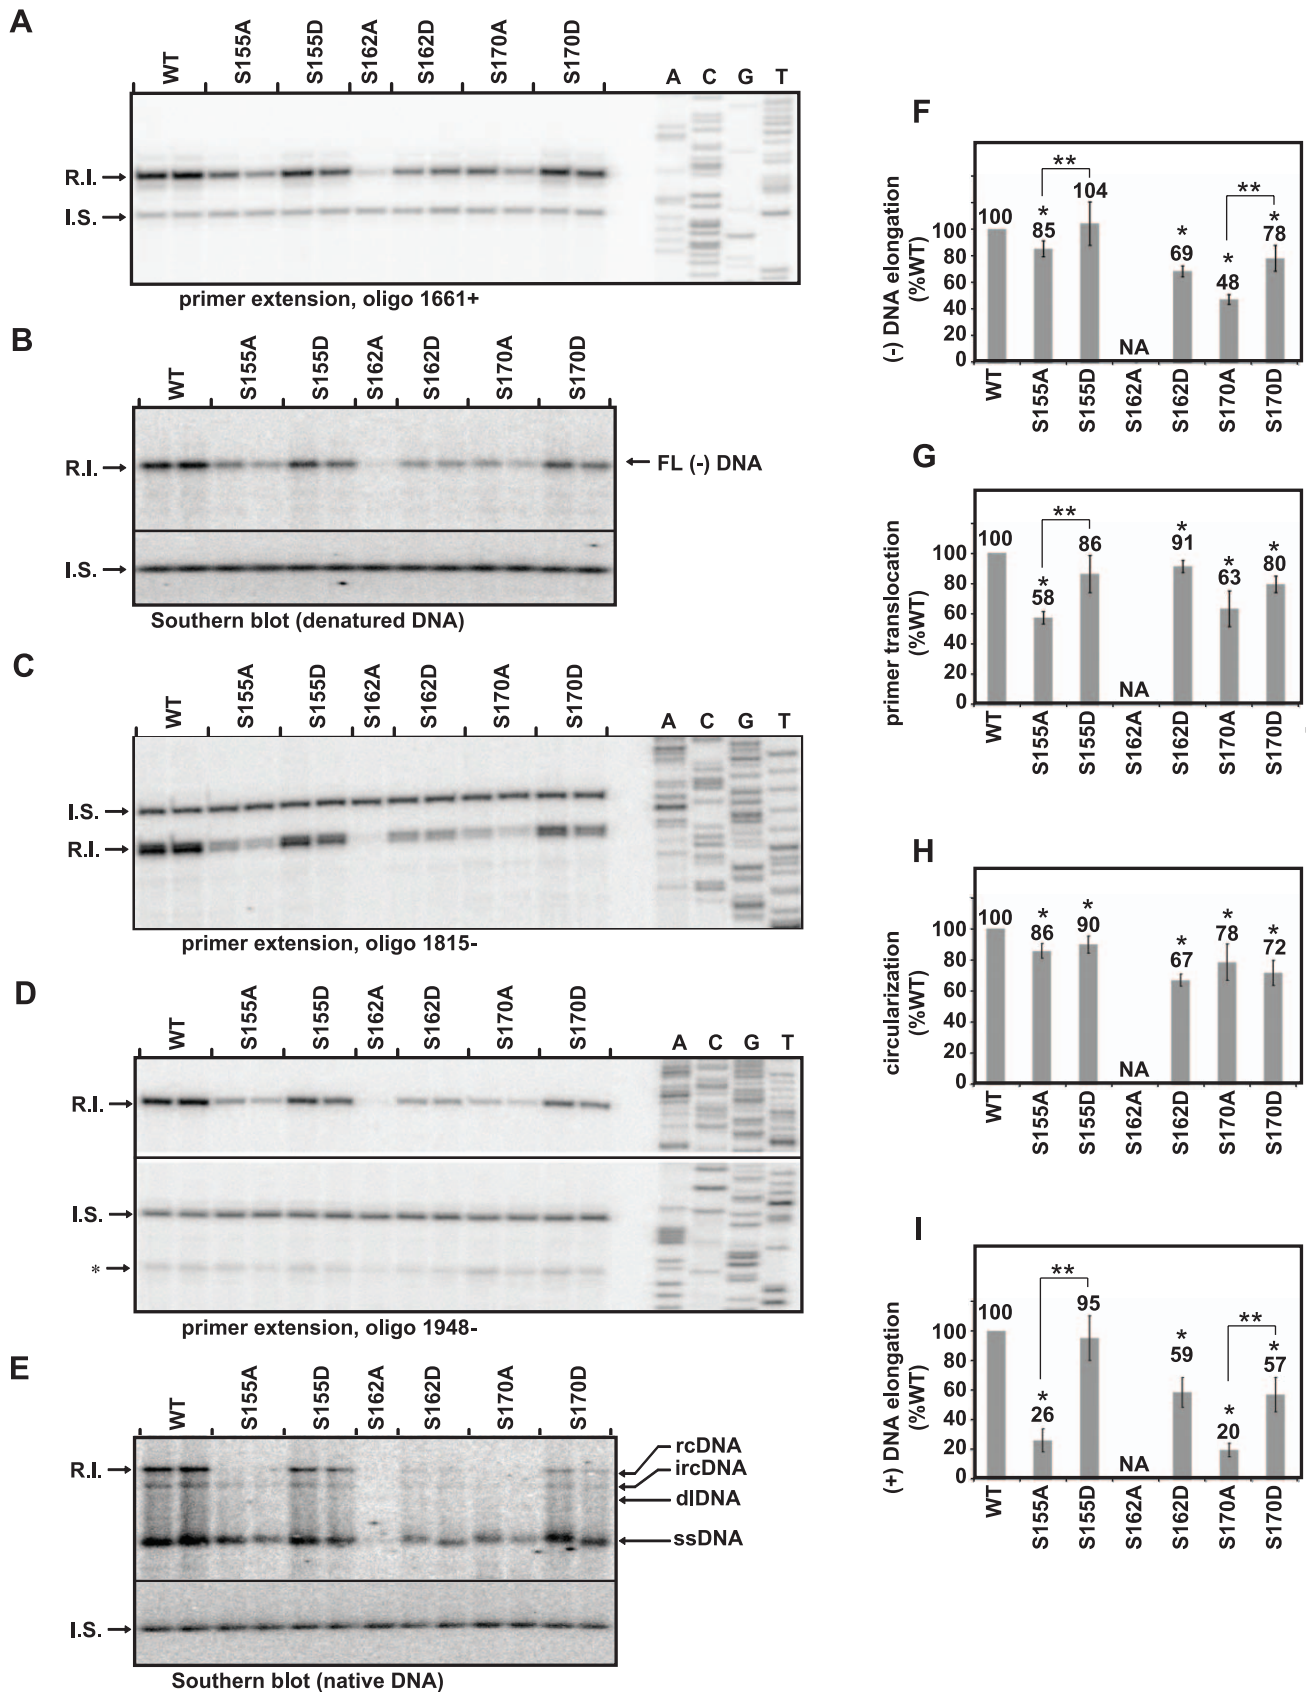 A
WT S155A S155D S162A S162D S170A S170D
A C G T
R.I.
I.S.
primer extension, oligo 1661+
B
WT S155A S155D S162A S162D S170A S170D
R.I.
FL (-) DNA
I.S.
Southern blot (denatured DNA)
C
WT S155A S155D S162A S162D S170A S170D
A C G T
I.S.
R.I.
primer extension, oligo 1815-
D
WT S155A S155D S162A S162D S170A S170D
A C G T
R.I.
I.S.
*
primer extension, oligo 1948-
E
WT S155A S155D S162A S162D S170A S170D
R.I.
rcDNA
ircDNA
dlDNA
ssDNA
I.S.
Southern blot (native DNA)
F
(-) DNA elongation
(%WT)
100
80
60
40
20
0
** **
100 * 85 104 NA * 69 * 48 * 78
WT S155A S155D S162A S162D S170A S170D
G
primer translocation
(%WT)
100
80
60
40
20
0
**
100 * 58 86 NA * 91 * 63 * 80
WT S155A S155D S162A S162D S170A S170D
H
circularization
(%WT)
100
80
60
40
20
0
100 * 86 * 90 NA * 67 * 78 * 72
WT S155A S155D S162A S162D S170A S170D
I
(+) DNA elongation
(%WT)
100
80
60
40
20
0
** **
100 * 26 95 NA * 59 * 20 * 57
WT S155A S155D S162A S162D S170A S170D